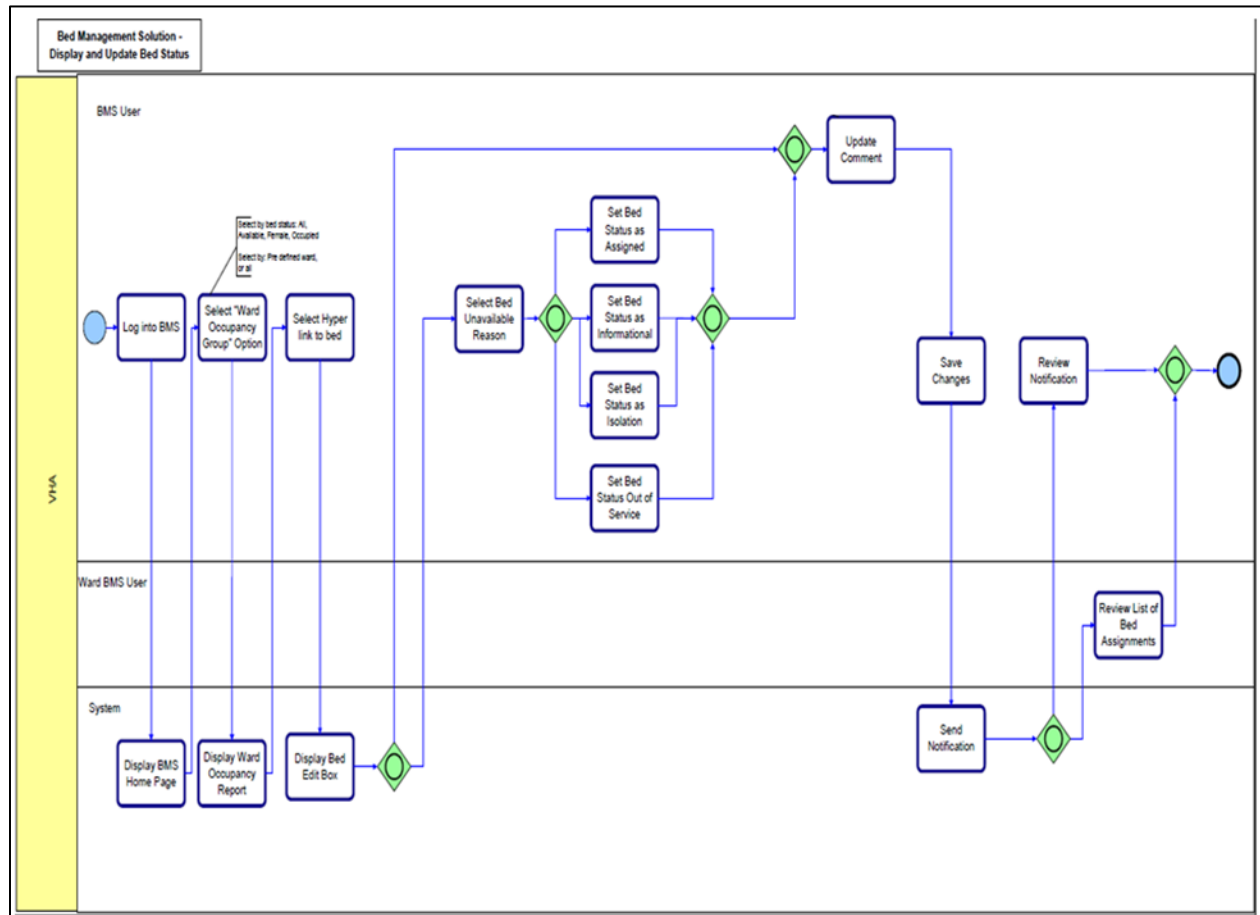 Bed Management Solution -
Display and Update Bed Status
VHA
BMS User
Select by bed status: All,
Available, Female, Occupied
Select by: Pre defined ward,
or all
Log into BMS
Select "Ward
Occupancy
Group" Option
Select Hyper
link to bed
Select Bed
Unavailable
Reason
Set Bed
Status as
Assigned
Set Bed
Status as
Informational
Set Bed
Status as
Isolation
Set Bed
Status Out of
Service
Update
Comment
Save
Changes
Review
Notification
Ward BMS User
Review List of
Bed
Assignments
System
Display BMS
Home Page
Display Ward
Occupancy
Report
Display Bed
Edit Box
Send
Notification